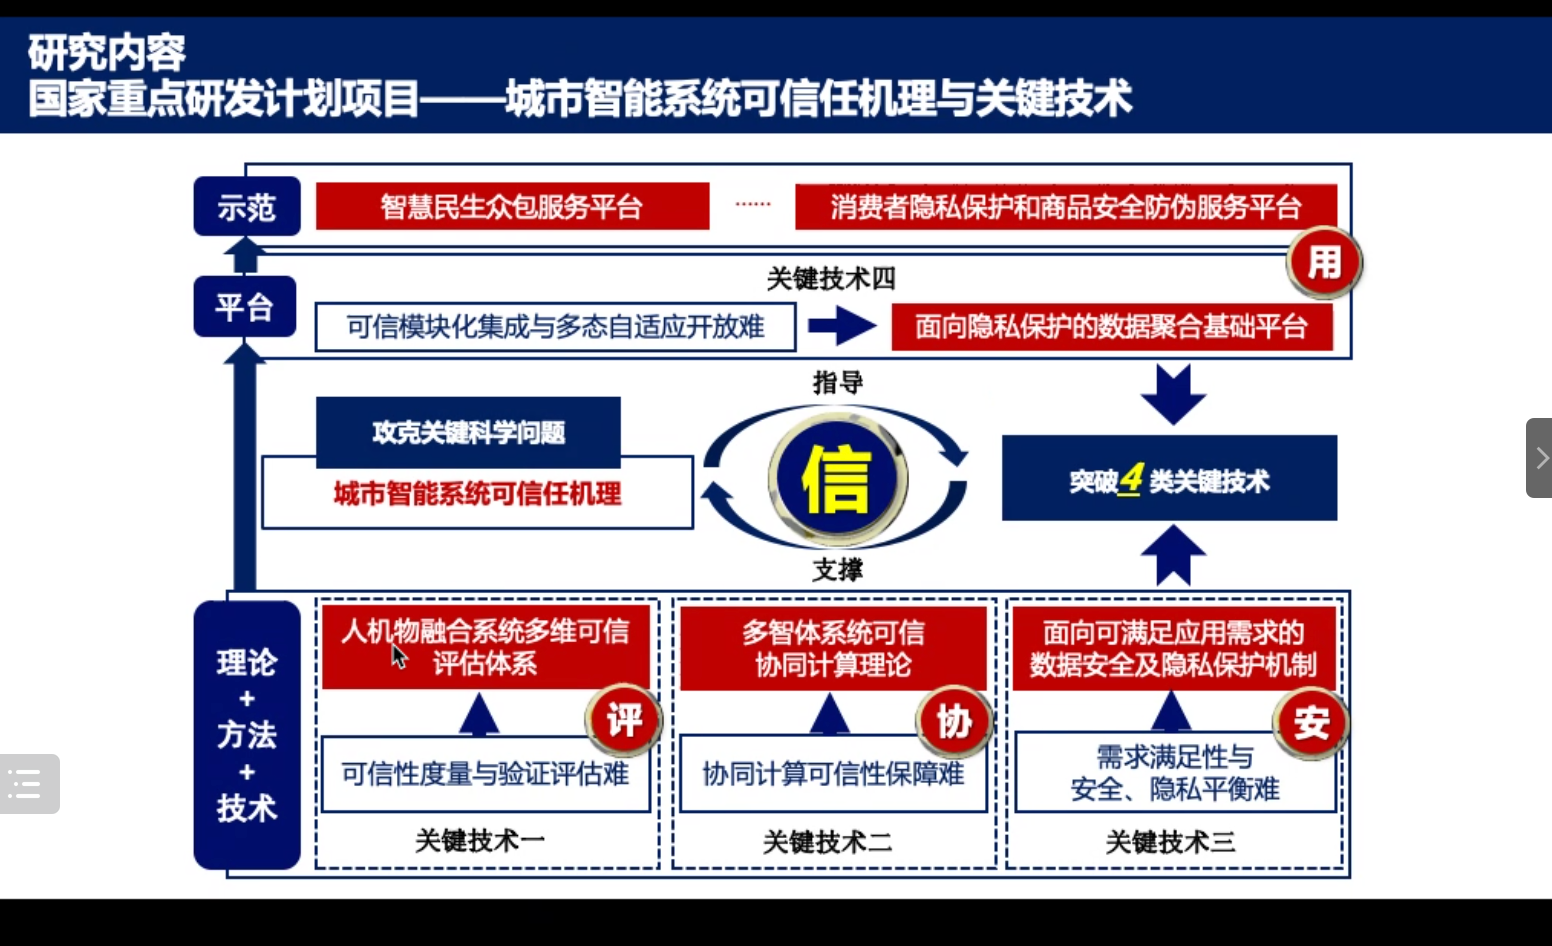 研究内容
国家重点研发计划项目——城市智能系统可信任机理与关键技术
示范
智慧民生众包服务平台
……
消费者隐私保护和商品安全防伪服务平台
用
平台
关键技术四
可信模块化集成与多态自适应开放难
面向隐私保护的数据聚合基础平台
指导
攻克关键科学问题
城市智能系统可信任机理
信
突破4 类关键技术
支撑
理论
+
方法
+
技术
人机物融合系统多维可信
评估体系
评
可信性度量与验证评估难
关键技术一
多智体系统可信
协同计算理论
协
协同计算可信性保障难
关键技术二
面向可满足应用需求的
数据安全及隐私保护机制
安
需求满足性与
安全、隐私平衡难
关键技术三